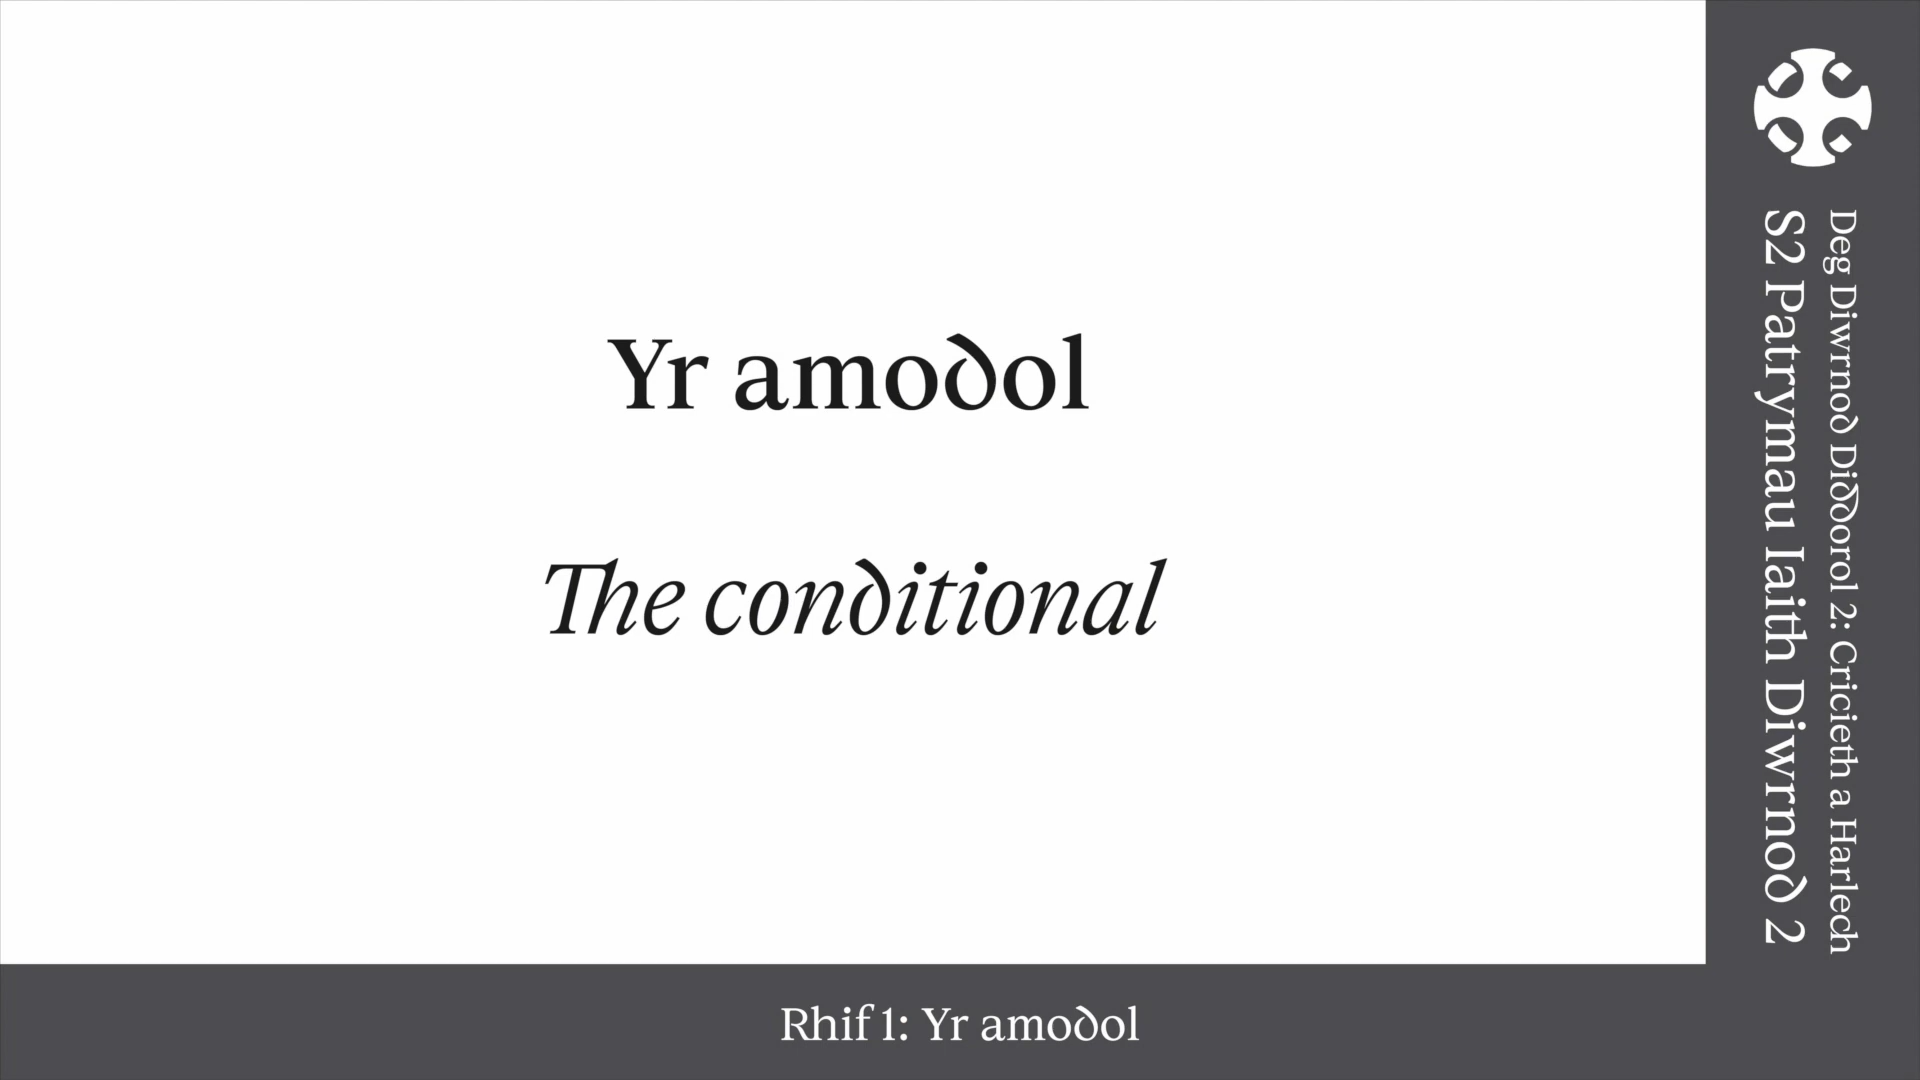 Yr amodol
The conditional
Deg Diwrnod Diddorol 2: Cricieth a Harlech
S2 Patrymau Iaith Diwrnod 2
Rhif 1: Yr amodol